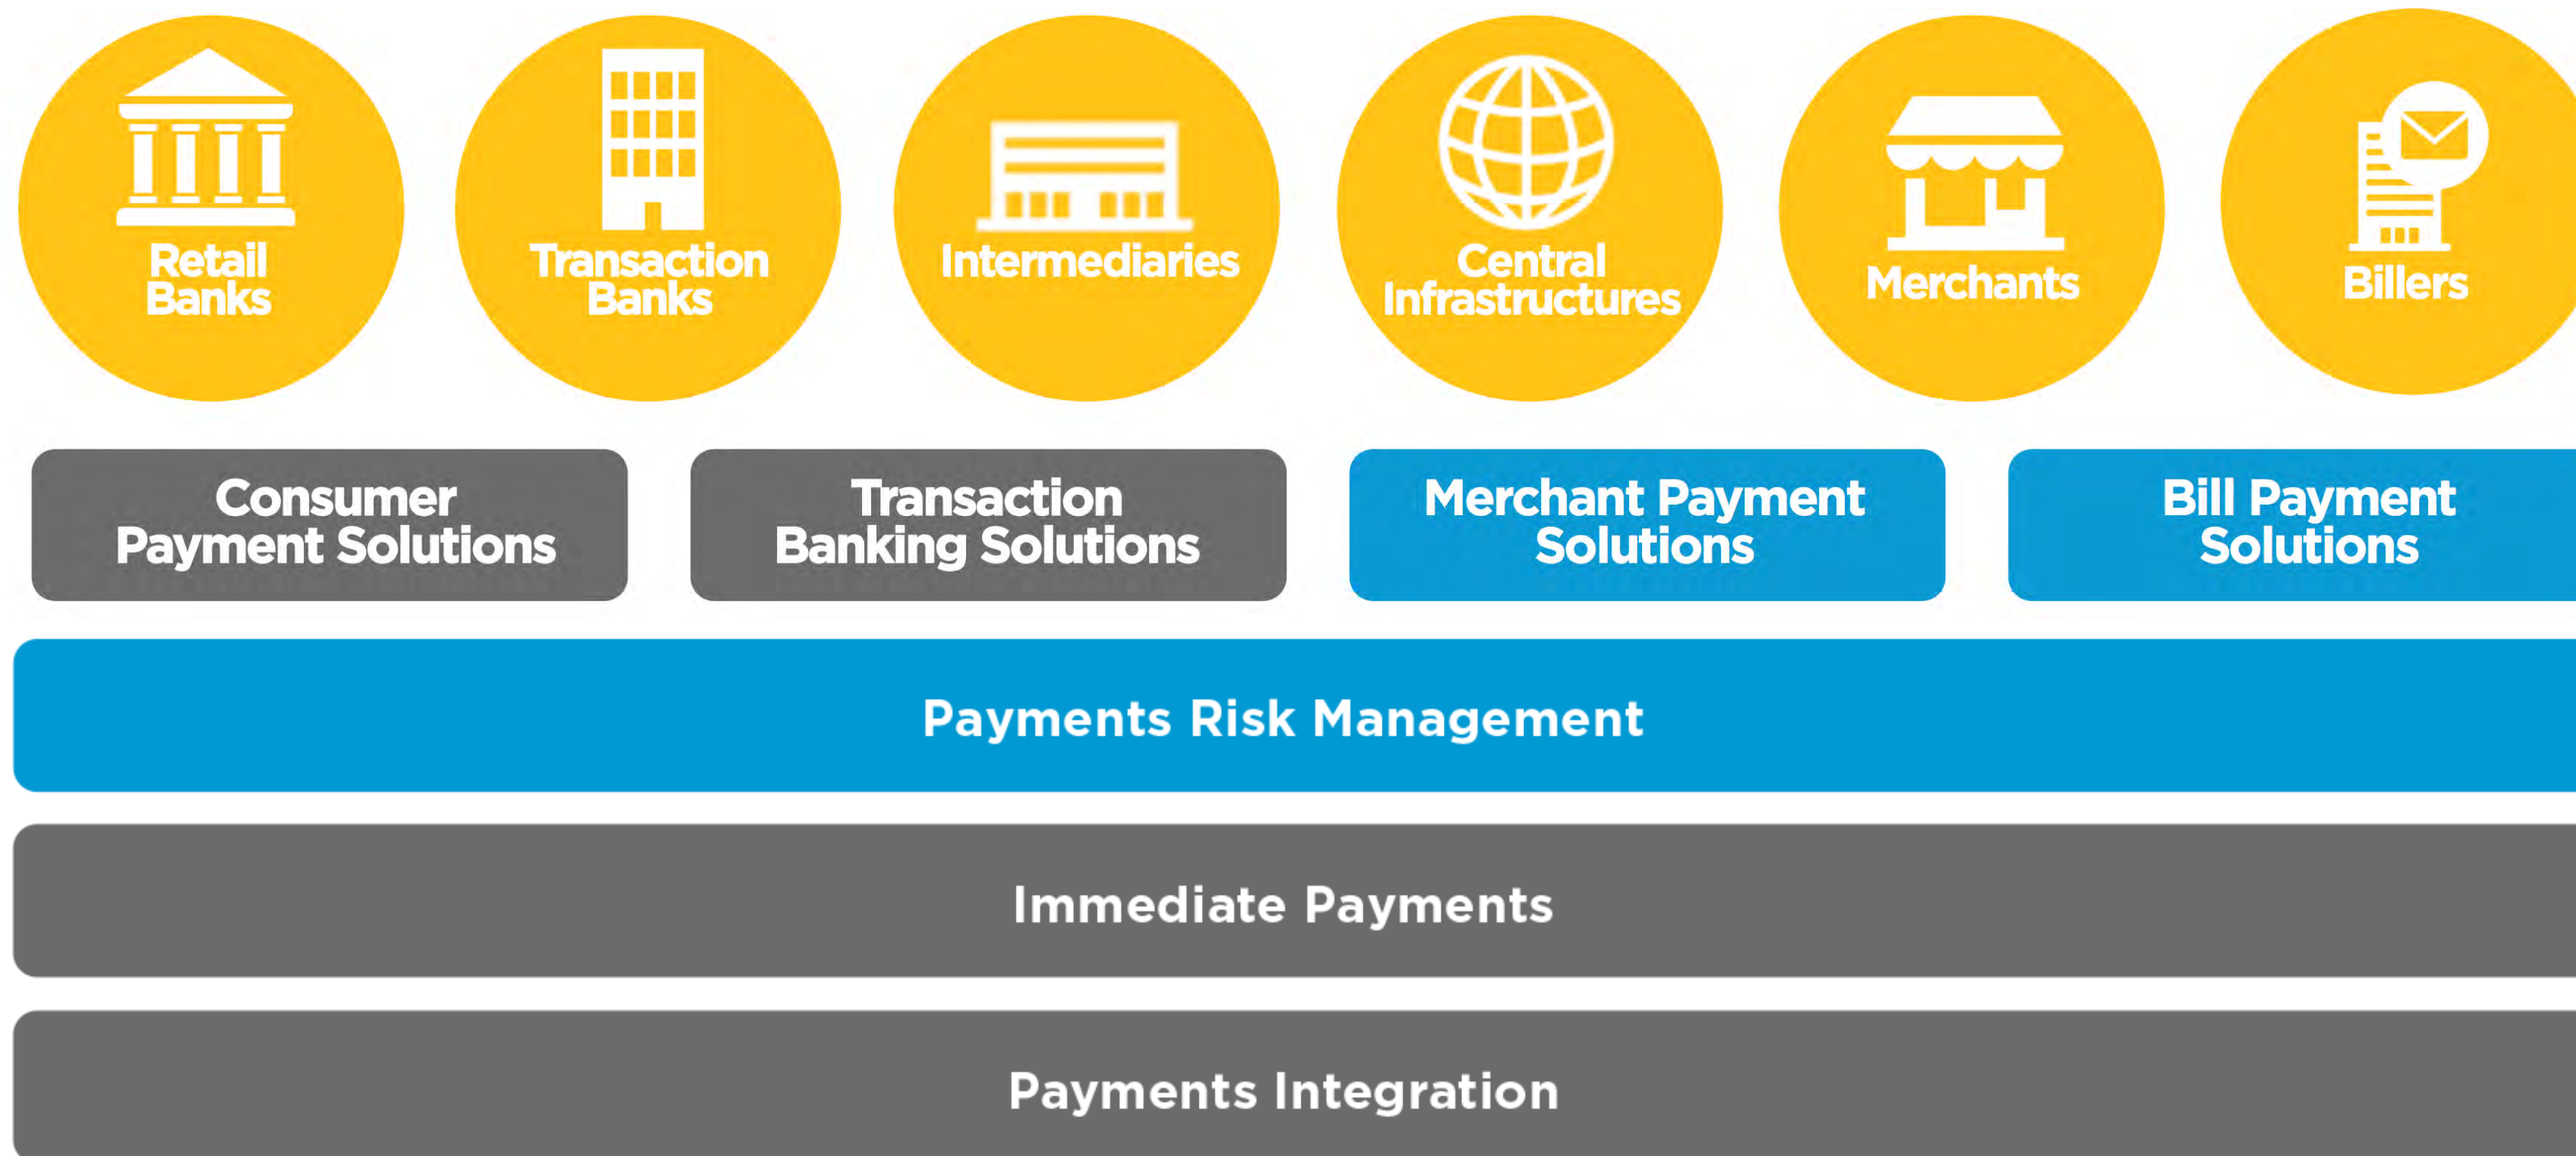 Retail
Banks
Transaction
Banks
Intermediaries
Central
Infrastructures
Merchants
Billers
Consumer
Payment Solutions
Transaction
Banking Solutions
Merchant Payment
Solutions
Bill Payment
Solutions
Payments Risk Management
Immediate Payments
Payments Integration